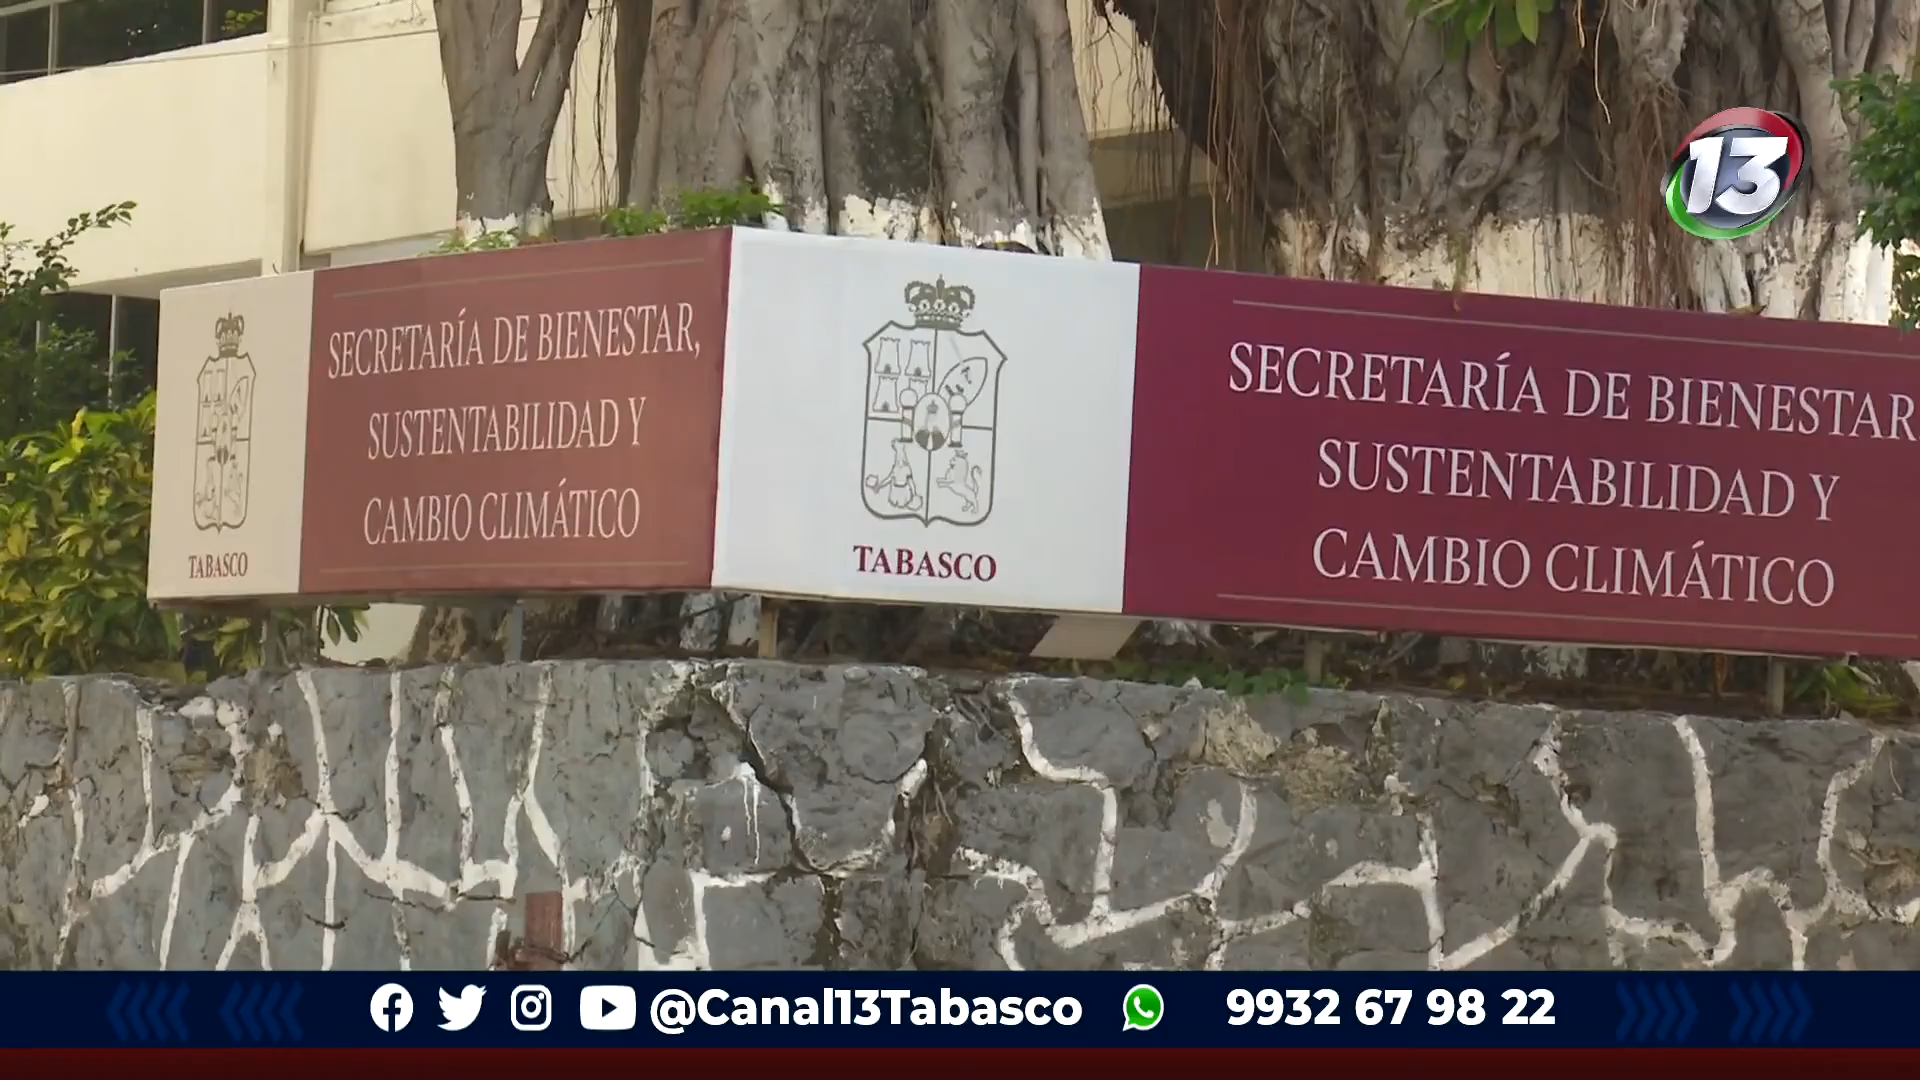 13
SECRETARÍA DE BIENESTAR,
SUSTENTABILIDAD Y
CAMBIO CLIMÁTICO
TABASCO
TABASCO
SECRETARÍA DE BIENESTAR
SUSTENTABILIDAD Y
CAMBIO CLIMÁTICO
@Canal13Tabasco 9932 67 98 22